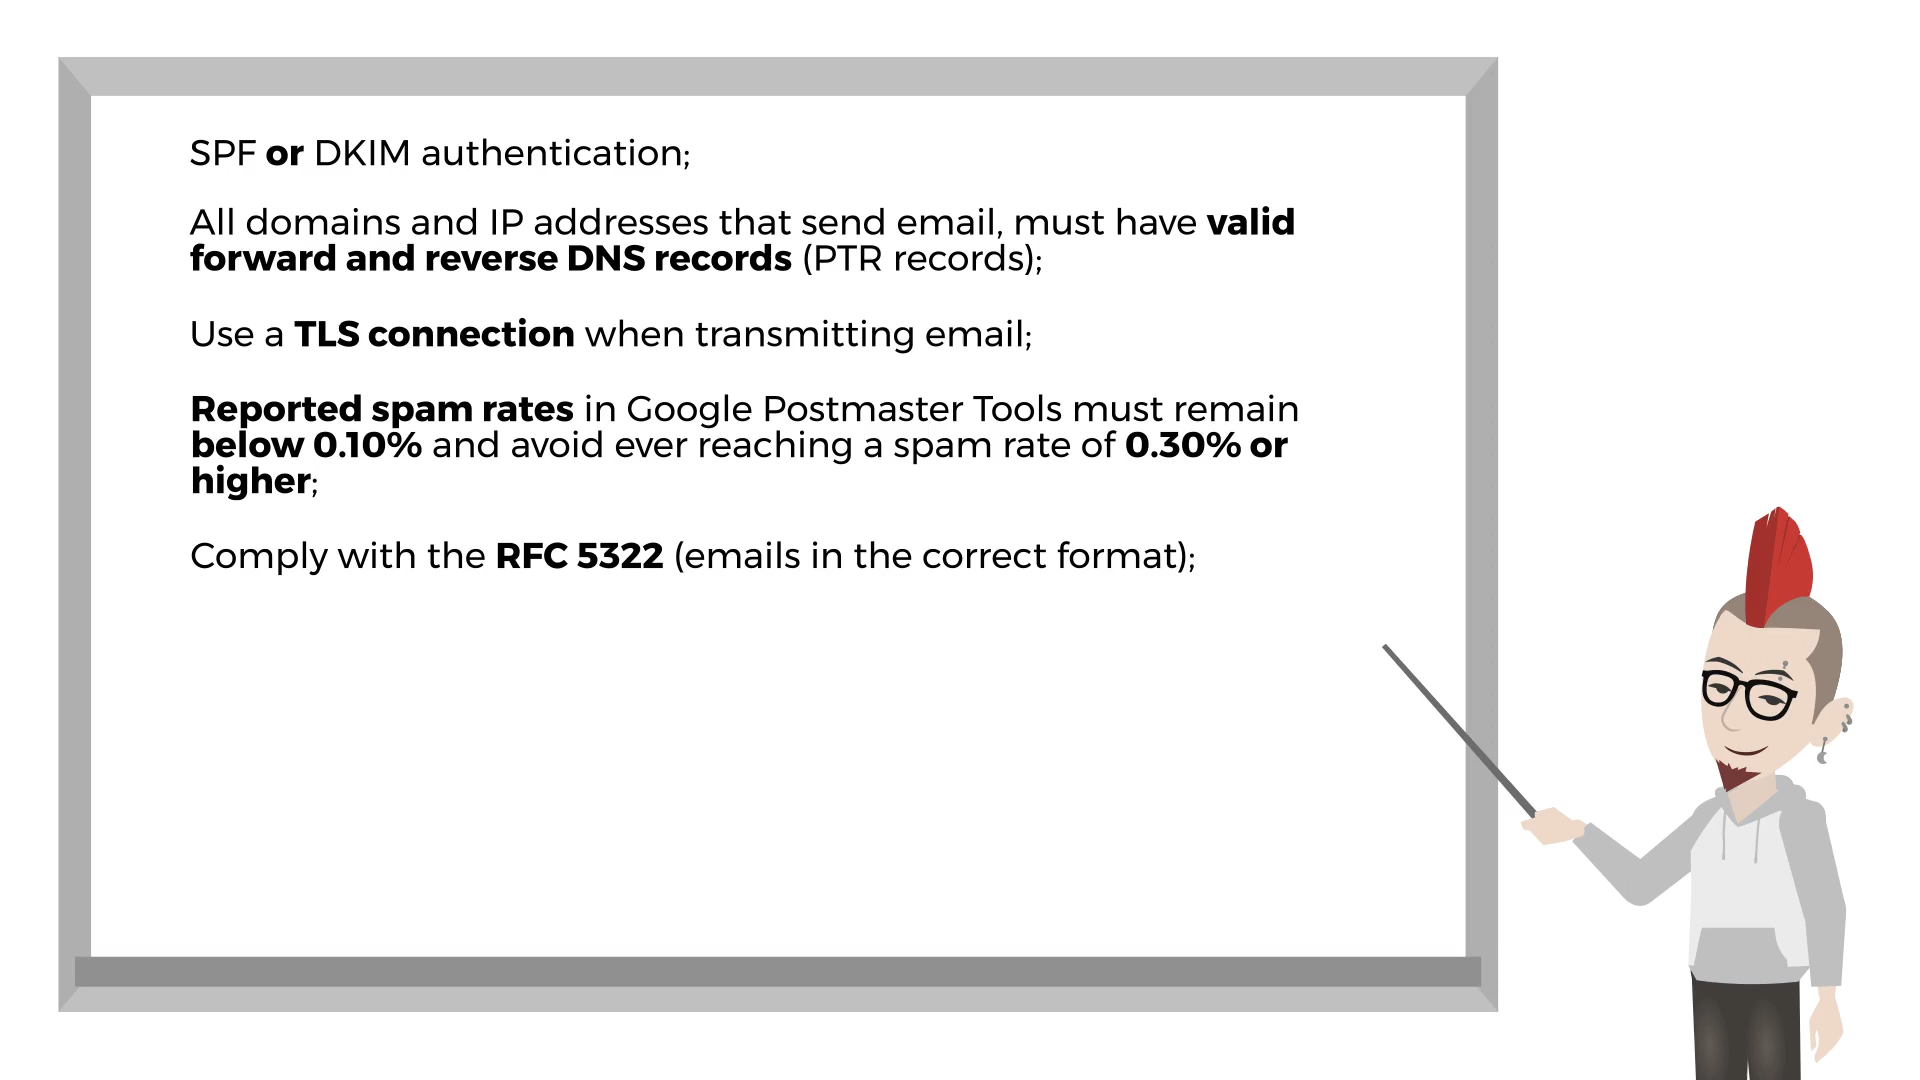 SPF or DKIM authentication;
All domains and IP addresses that send email, must have valid
forward and reverse DNS records (PTR records);
Use a TLS connection when transmitting email;
Reported spam rates in Google Postmaster Tools must remain
below 0.10% and avoid ever reaching a spam rate of 0.30% or
higher;
Comply with the RFC 5322 (emails in the correct format);